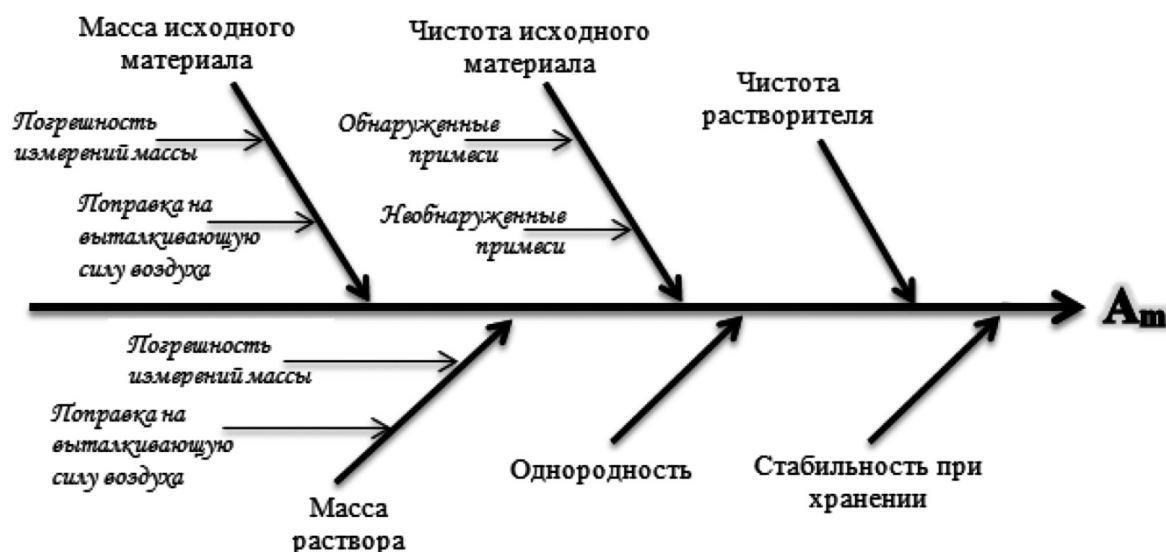 Масса исходного
материала
Чистота исходного
материала
Чистота
растворителя
Погрешность
измерений массы
Обнаруженные
примеси
Поправка на
выталкивающую
силу воздуха
Необнаруженные
примеси
Am
Погрешность
измерений массы
Поправка на
выталкивающую
силу воздуха
Однородность
Стабильность при
хранении
Масса
раствора